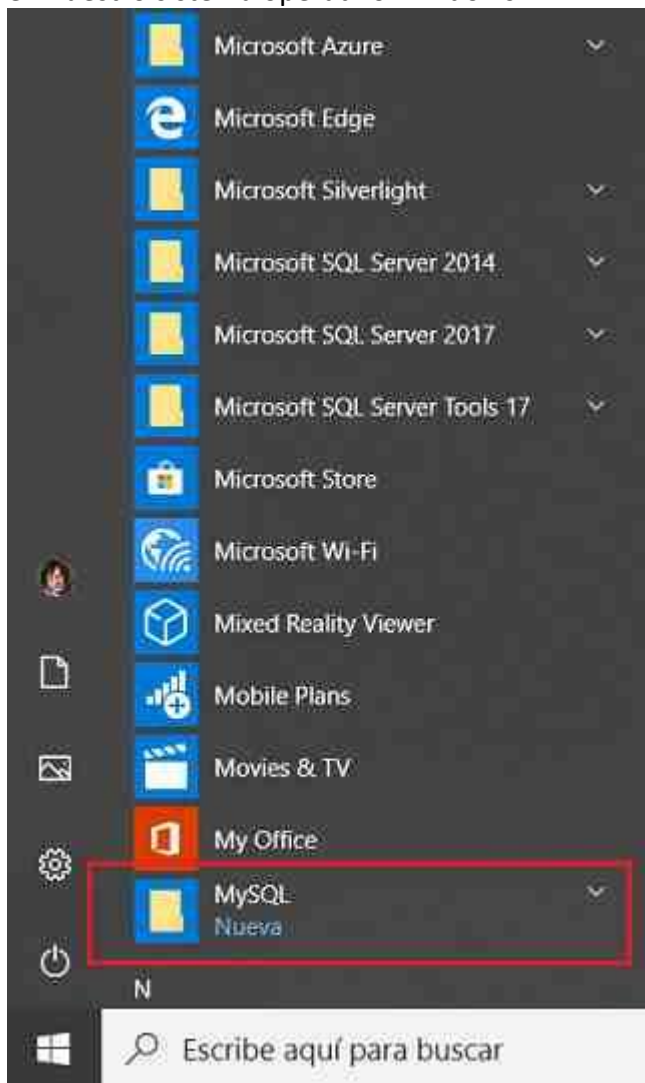 Microsoft Azure
Microsoft Edge
Microsoft Silverlight
Microsoft SQL Server 2014
Microsoft SQL Server 2017
Microsoft SQL Server Tools 17
Microsoft Store
Microsoft Wi-Fi
Mixed Reality Viewer
Mobile Plans
Movies & TV
My Office
MySQL
Nueva
N
Escribe aquí para buscar